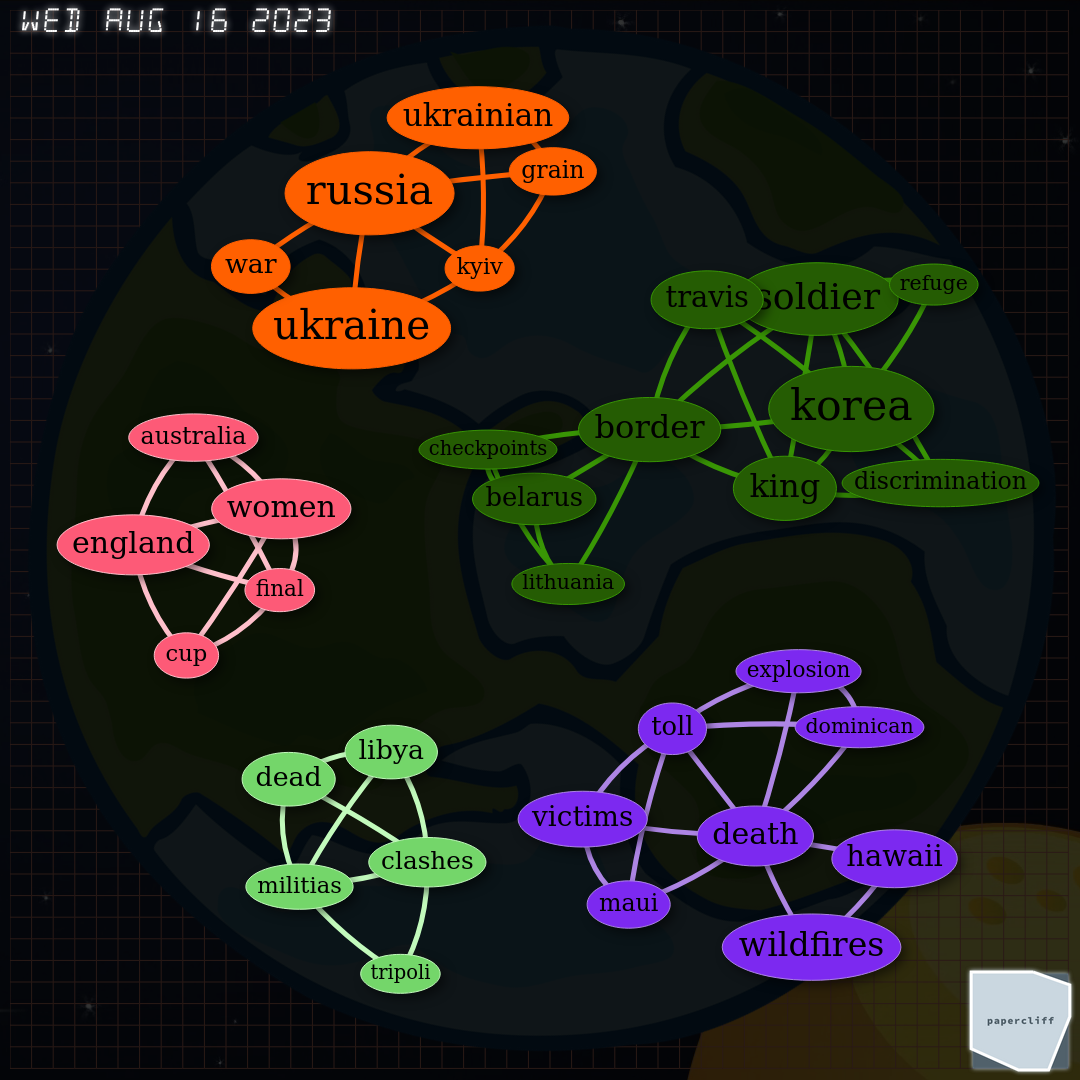 WED AUG 16 2023
ukrainian
grain
russia
war
kyiv
ukraine
travis
soldier
refuge
korea
border
checkpoints
king
discrimination
belarus
lithuania
australia
women
england
final
cup
explosion
toll
dominican
libya
dead
victims
death
hawaii
clashes
militias
maui
wildfires
tripoli
papercliff